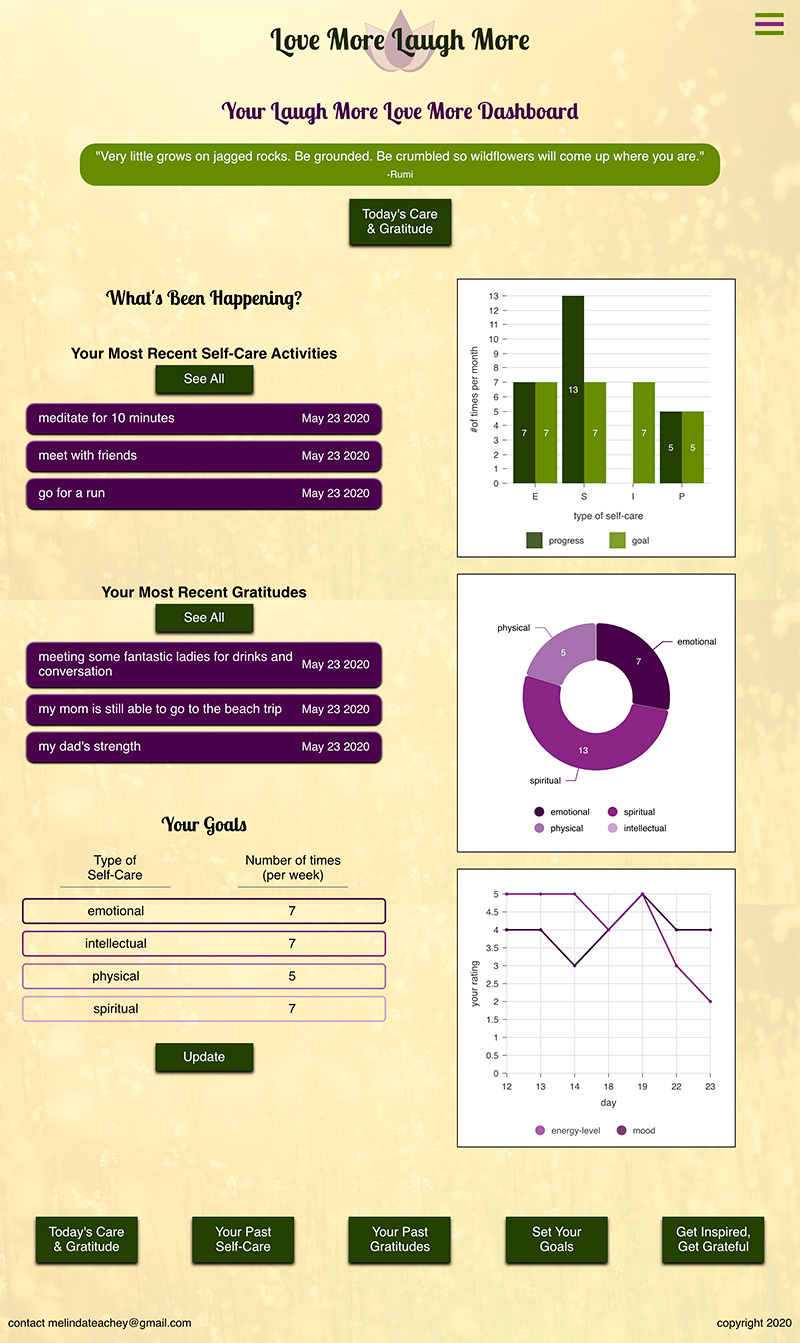 Love More Laugh More
Your Laugh More Love More Dashboard
"Very little grows on jagged rocks. Be grounded. Be crumbled so wildflowers will come up where you are."
-Rumi
Today's Care
& Gratitude
What's Been Happening?
Your Most Recent Self-Care Activities
See All
meditate for 10 minutes May 23 2020
meet with friends May 23 2020
go for a run May 23 2020
Your Most Recent Gratitudes
See All
meeting some fantastic ladies for drinks and
conversation
May 23 2020
my mom is still able to go to the beach trip May 23 2020
my dad's strength May 23 2020
Your Goals
Type of
Self-Care
Number of times
(per week)
emotional 7
intellectual 7
physical 5
spiritual 7
Update
#of times per month
13
12
11
10
9
8
7
6
5
4
3
2
1
0
7 7 13 7 7 5 5
E S I P
type of self-care
progress goal
physical
emotional
5
7
13
spiritual
emotional spiritual
physical intellectual
your rating
5
4.5
4
3.5
3
2.5
2
1.5
1
0.5
0
12 13 14 18 19 22 23
day
energy-level mood
Today's Care
& Gratitude
Your Past
Self-Care
Your Past
Gratitudes
Set Your
Goals
Get Inspired,
Get Grateful
contact melindateachey@gmail.com copyright 2020